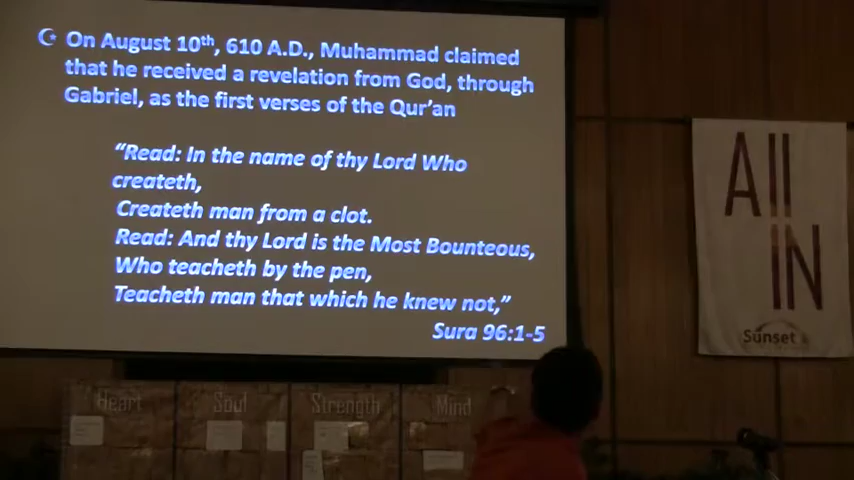 On August 10th, 610 A.D., Muhammad claimed
that he received a revelation from God, through
Gabriel, as the first verses of the Qur'an
"Read: In the name of thy Lord Who
createth,
Createth man from a clot.
Read: And thy Lord is the Most Bounteous,
Who teacheth by the pen,
Teacheth man that which he knew not,"
Sura 96:1-5
All
IN
Sunset
Heart
Soul
Strength
Mind